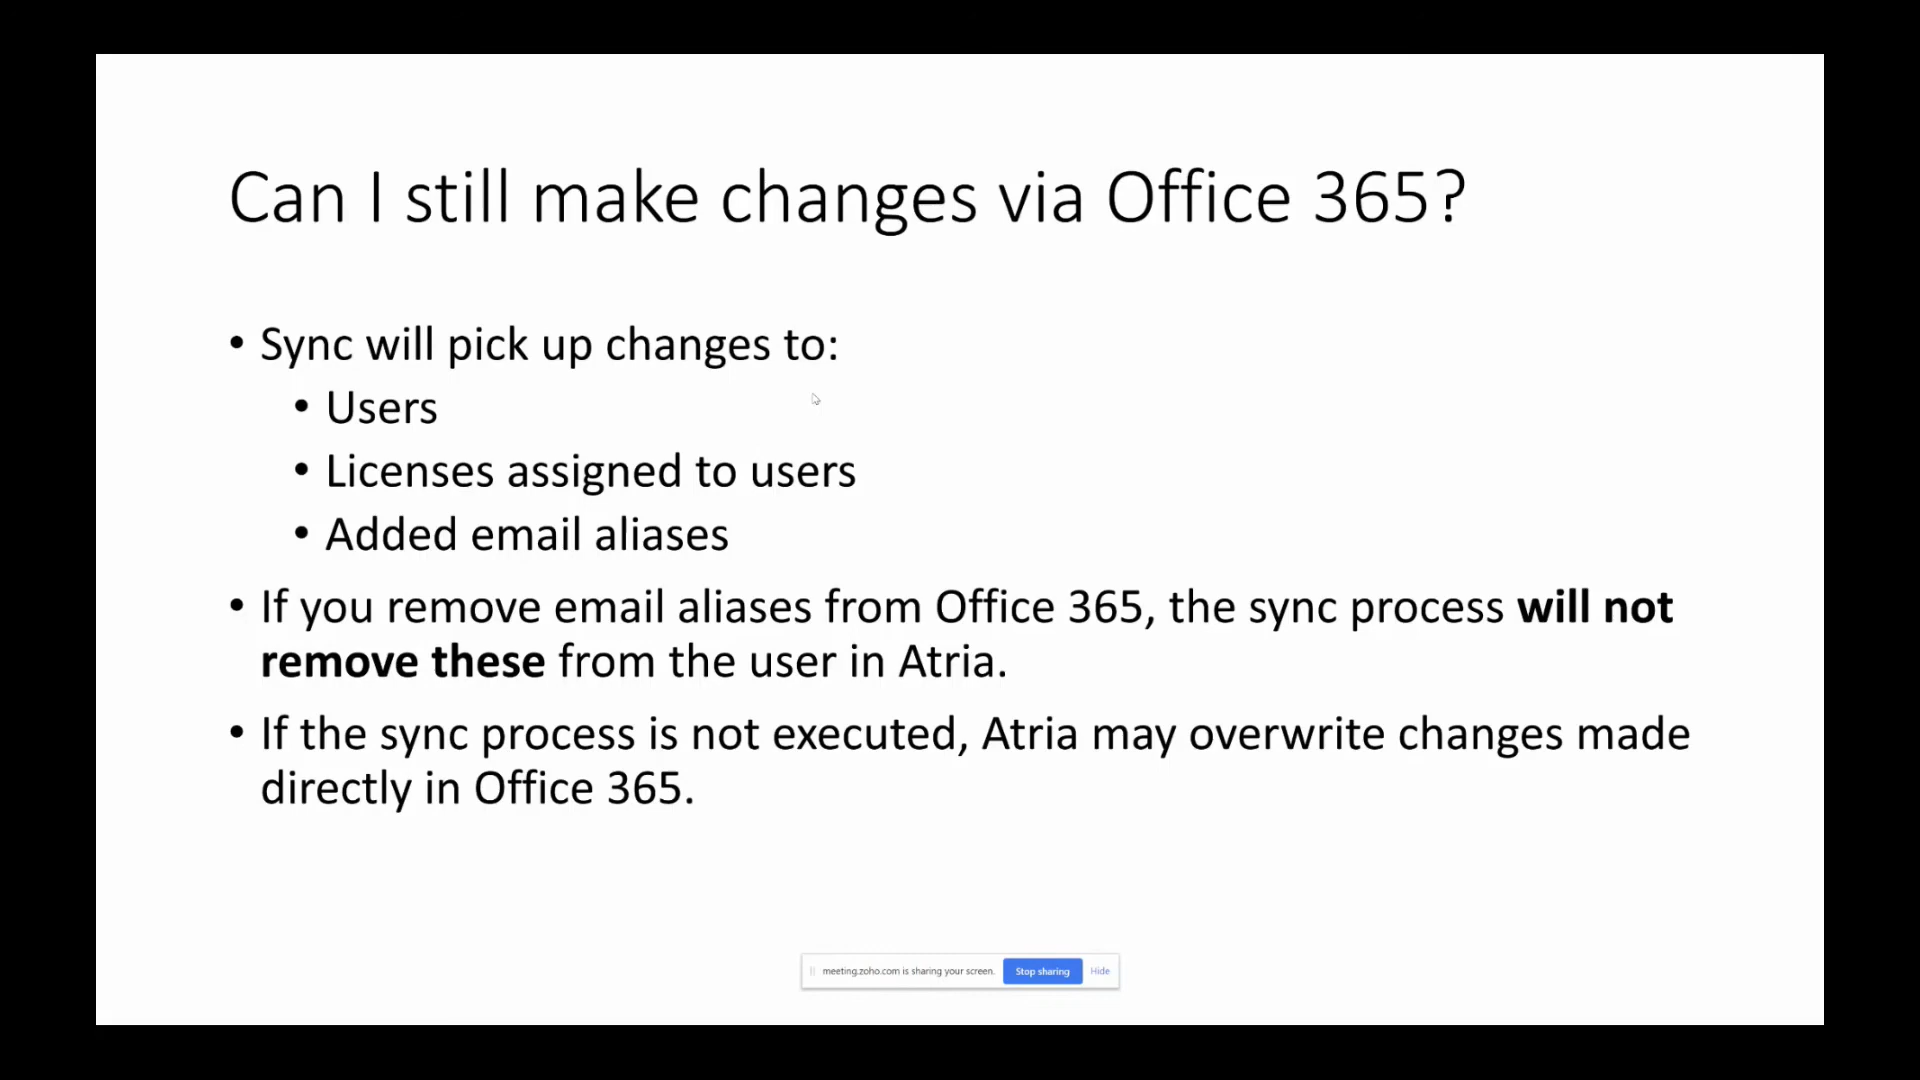 Can I still make changes via Office 365?
• Sync will pick up changes to:
• Users
• Licenses assigned to users
• Added email aliases
• If you remove email aliases from Office 365, the sync process will not
remove these from the user in Atria.
• If the sync process is not executed, Atria may overwrite changes made
directly in Office 365.
meeting.zoho.com is sharing your screen. Stop sharing Hide